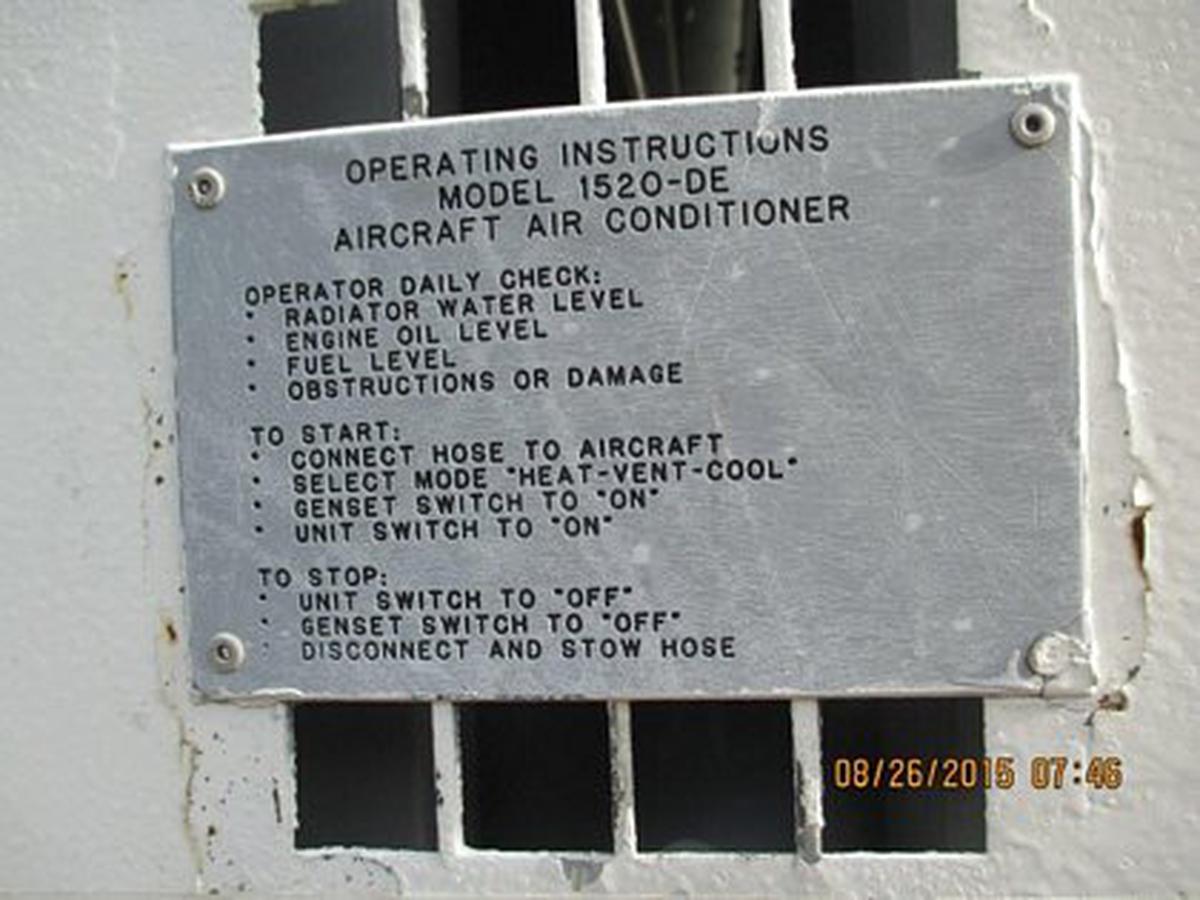 OPERATING INSTRUCTIONS
MODEL 1520-DE
AIRCRAFT AIR CONDITIONER
OPERATOR DAILY CHECK:
• RADIATOR WATER LEVEL
• ENGINE OIL LEVEL
• FUEL LEVEL
• OBSTRUCTIONS OR DAMAGE
TO START:
• CONNECT HOSE TO AIRCRAFT
• SELECT MODE "HEAT-VENT-COOL"
• GENSET SWITCH TO "ON"
• UNIT SWITCH TO "ON"
TO STOP:
• UNIT SWITCH TO "OFF"
• GENSET SWITCH TO "OFF"
• DISCONNECT AND STOW HOSE
08/26/2015 07:46